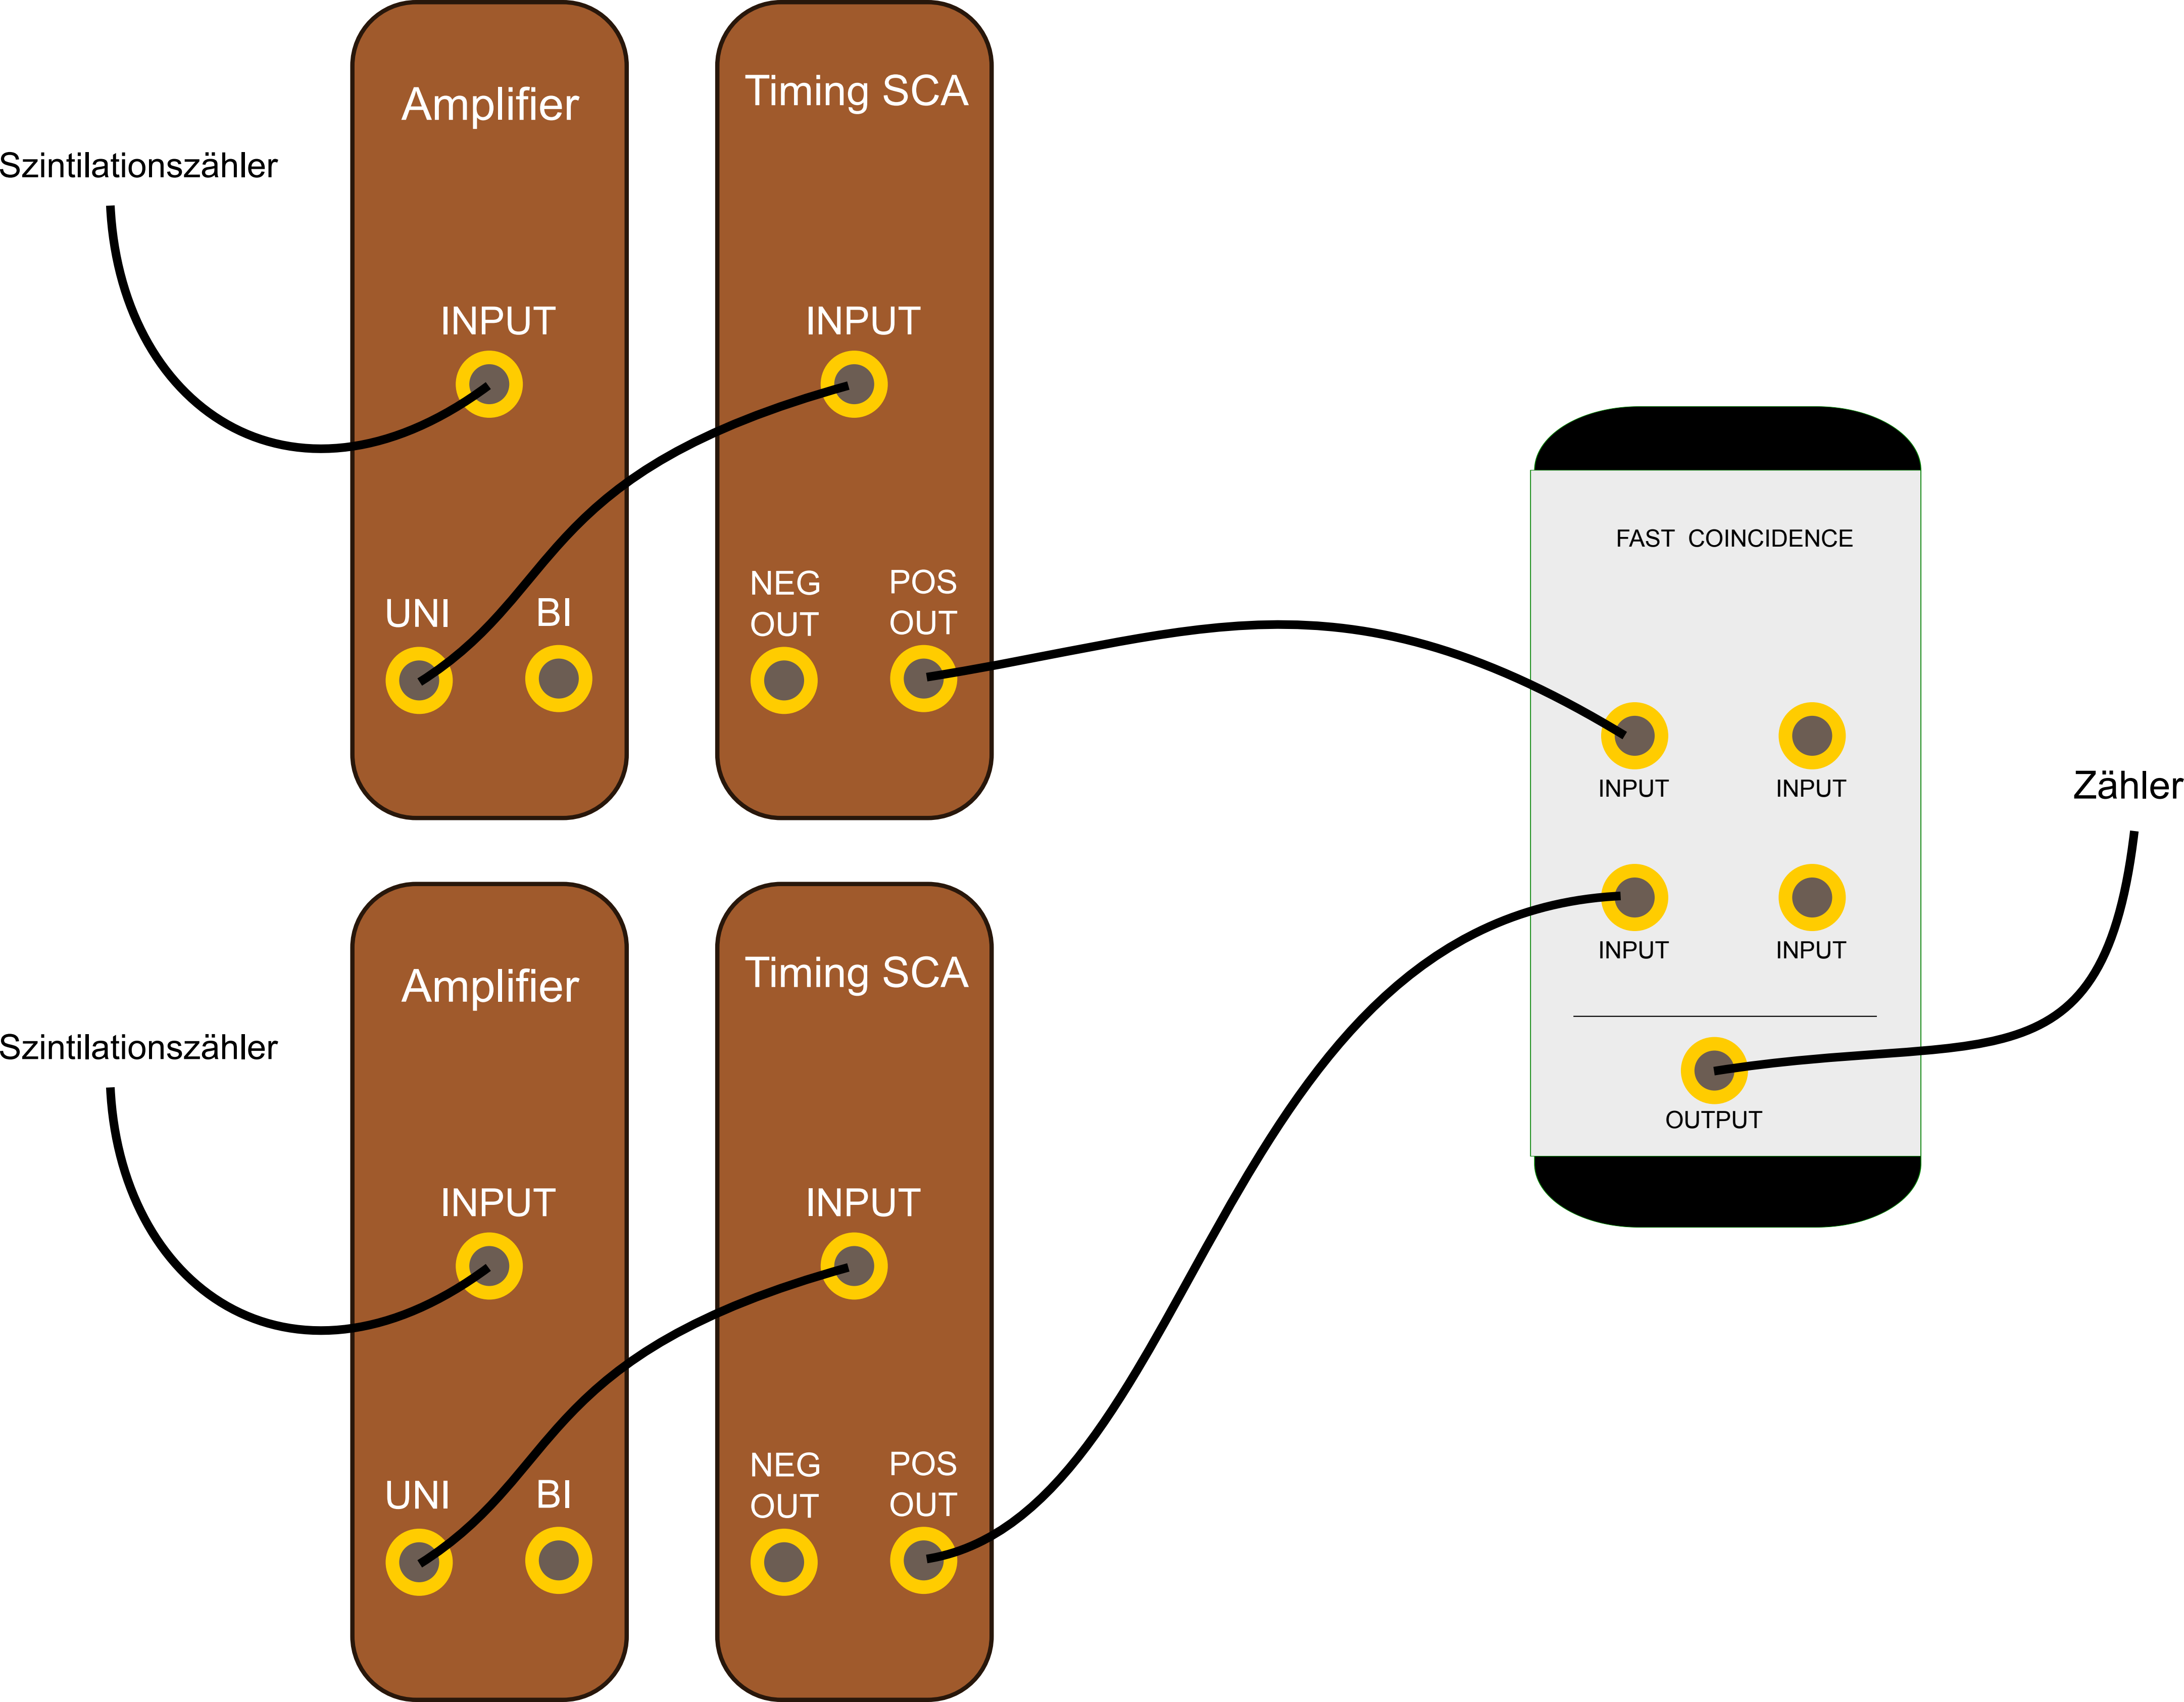 Amplifier
Timing SCA
Szintilationszähler
INPUT
INPUT
UNI
BI
NEG
OUT
POS
OUT
FAST COINCIDENCE
INPUT
INPUT
INPUT
INPUT
OUTPUT
Zähler
Amplifier
Timing SCA
Szintilationszähler
INPUT
INPUT
UNI
BI
NEG
OUT
POS
OUT